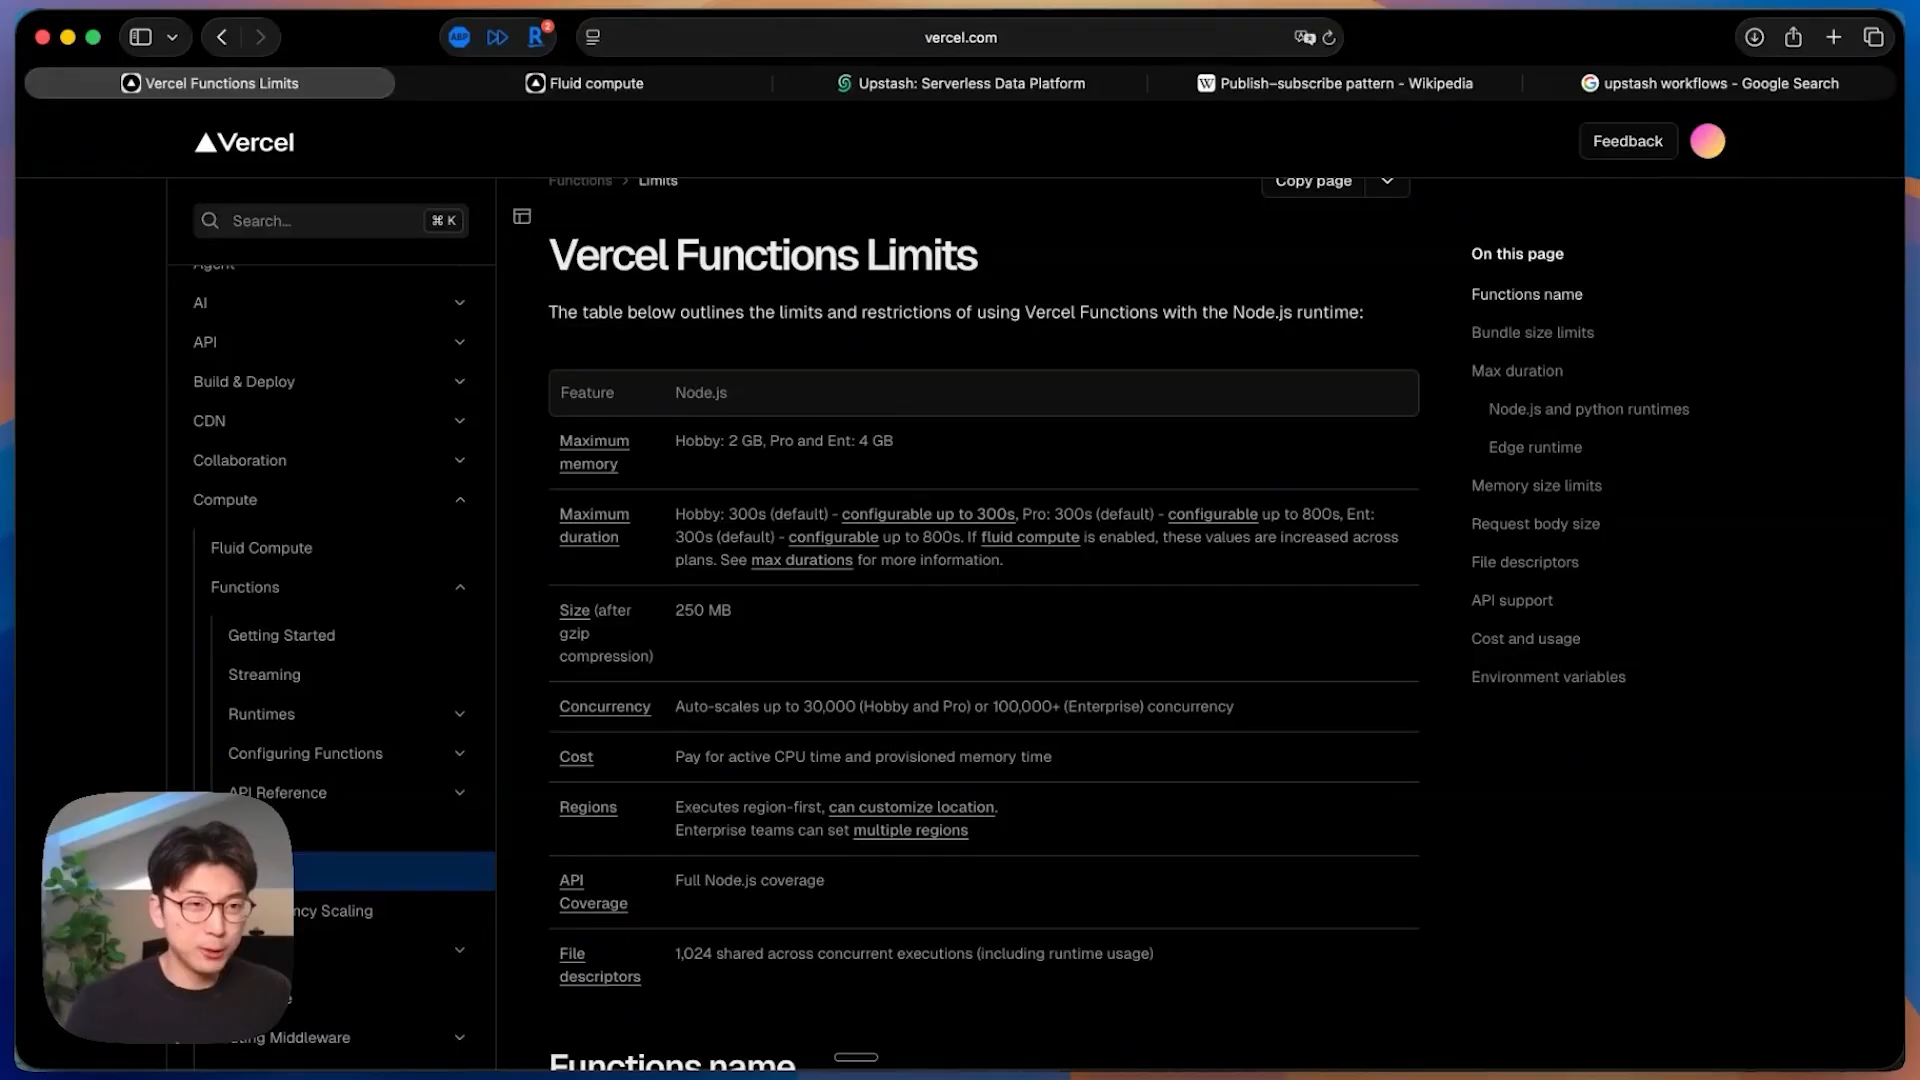 vercel.com
ABP
R
2
Vercel Functions Limits
Fluid compute
Upstash: Serverless Data Platform
W
Publish–subscribe pattern - Wikipedia
G
upstash workflows - Google Search
Vercel
Feedback
Functions > Limits
Copy page
Search...
⌘ K
Agent
AI
API
Build & Deploy
CDN
Collaboration
Compute
Fluid Compute
Functions
Getting Started
Streaming
Runtimes
Configuring Functions
API Reference
ncy Scaling
Middleware
Vercel Functions Limits
The table below outlines the limits and restrictions of using Vercel Functions with the Node.js runtime:
Feature
Node.js
Maximum
memory
Hobby: 2 GB, Pro and Ent: 4 GB
Maximum
duration
Hobby: 300s (default) - configurable up to 300s, Pro: 300s (default) - configurable up to 800s, Ent:
300s (default) - configurable up to 800s. If fluid compute is enabled, these values are increased across
plans. See max durations for more information.
Size (after
gzip
compression)
250 MB
Concurrency
Auto-scales up to 30,000 (Hobby and Pro) or 100,000+ (Enterprise) concurrency
Cost
Pay for active CPU time and provisioned memory time
Regions
Executes region-first, can customize location.
Enterprise teams can set multiple regions
API
Coverage
Full Node.js coverage
File
descriptors
1,024 shared across concurrent executions (including runtime usage)
Functions name
On this page
Functions name
Bundle size limits
Max duration
Node.js and python runtimes
Edge runtime
Memory size limits
Request body size
File descriptors
API support
Cost and usage
Environment variables